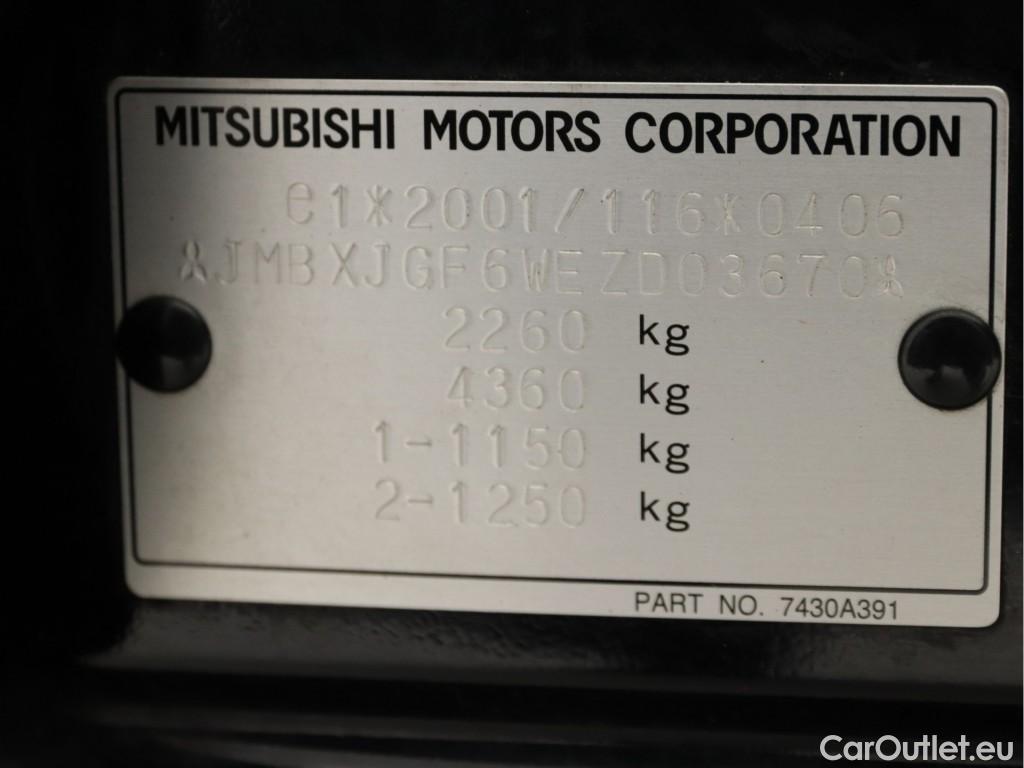 MITSUBISHI MOTORS CORPORATION
e1*2001/116*0406
JMBXJGF6WEZD03670
2260 kg
4360 kg
1-1150 kg
2-1250 kg
PART NO. 7430A391
CarOutlet.eu